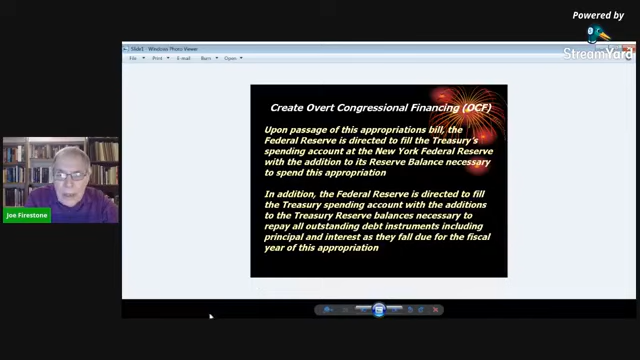 Powered by
StreamYard
Slide1 - Windows Photo Viewer
File Print E-mail Burn Open
Create Overt Congressional Financing (OCF)
Upon passage of this appropriations bill, the
Federal Reserve is directed to fill the Treasury's
spending account at the New York Federal Reserve
with the addition to its Reserve Balance necessary
to spend this appropriation
In addition, the Federal Reserve is directed to fill
the Treasury spending account with the additions
to the Treasury Reserve balances necessary to
repay all outstanding debt instruments including
principal and interest as they fall due for the fiscal
year of this appropriation
Joe Firestone